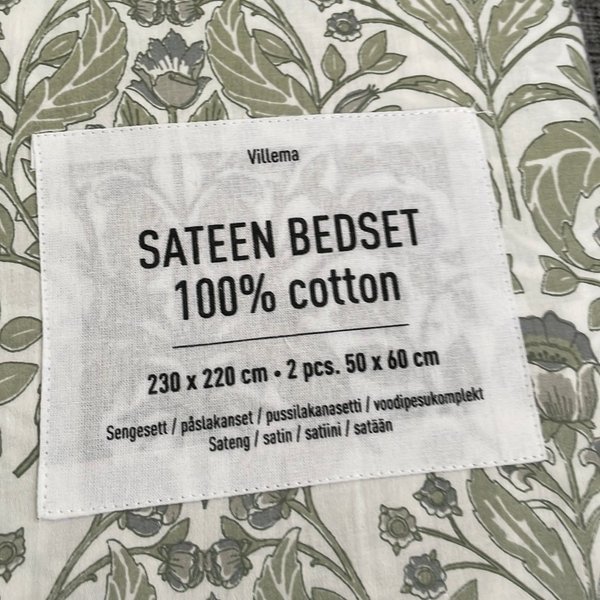 Villema
SATEEN BEDSET
100% cotton
230 x 220 cm • 2 pcs. 50 x 60 cm
Sengesett / påslakanset / pussilakanasetti / voodipesukomplekt
Sateng / satin / satiini / satään